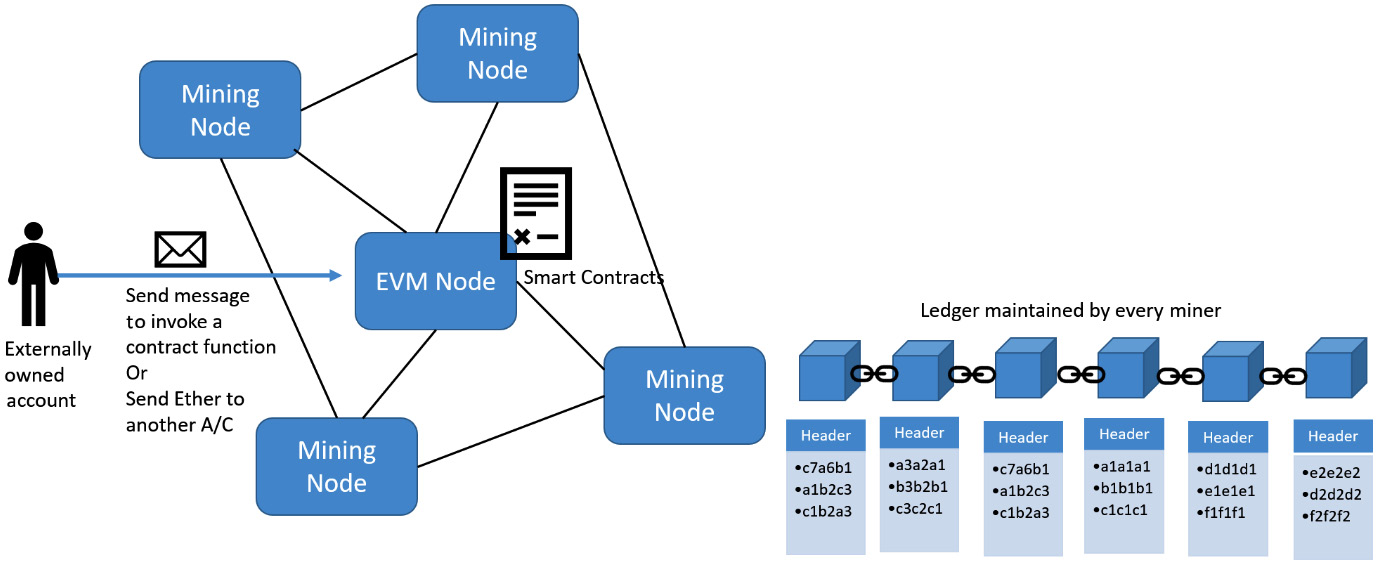 Mining
Node
Mining
Node
EVM Node
Smart Contracts
Send message
to invoke a
contract function
Or
Send Ether to
another A/C
Externally
owned
account
Mining
Node
Mining
Node
Ledger maintained by every miner
Header
•c7a6b1
•a1b2c3
•c1b2a3
Header
•a3a2a1
•b3b2b1
•c3c2c1
Header
•c7a6b1
•a1b2c3
•c1b2a3
Header
•a1a1a1
•b1b1b1
•c1c1c1
Header
•d1d1d1
•e1e1e1
•f1f1f1
Header
•e2e2e2
•d2d2d2
•f2f2f2